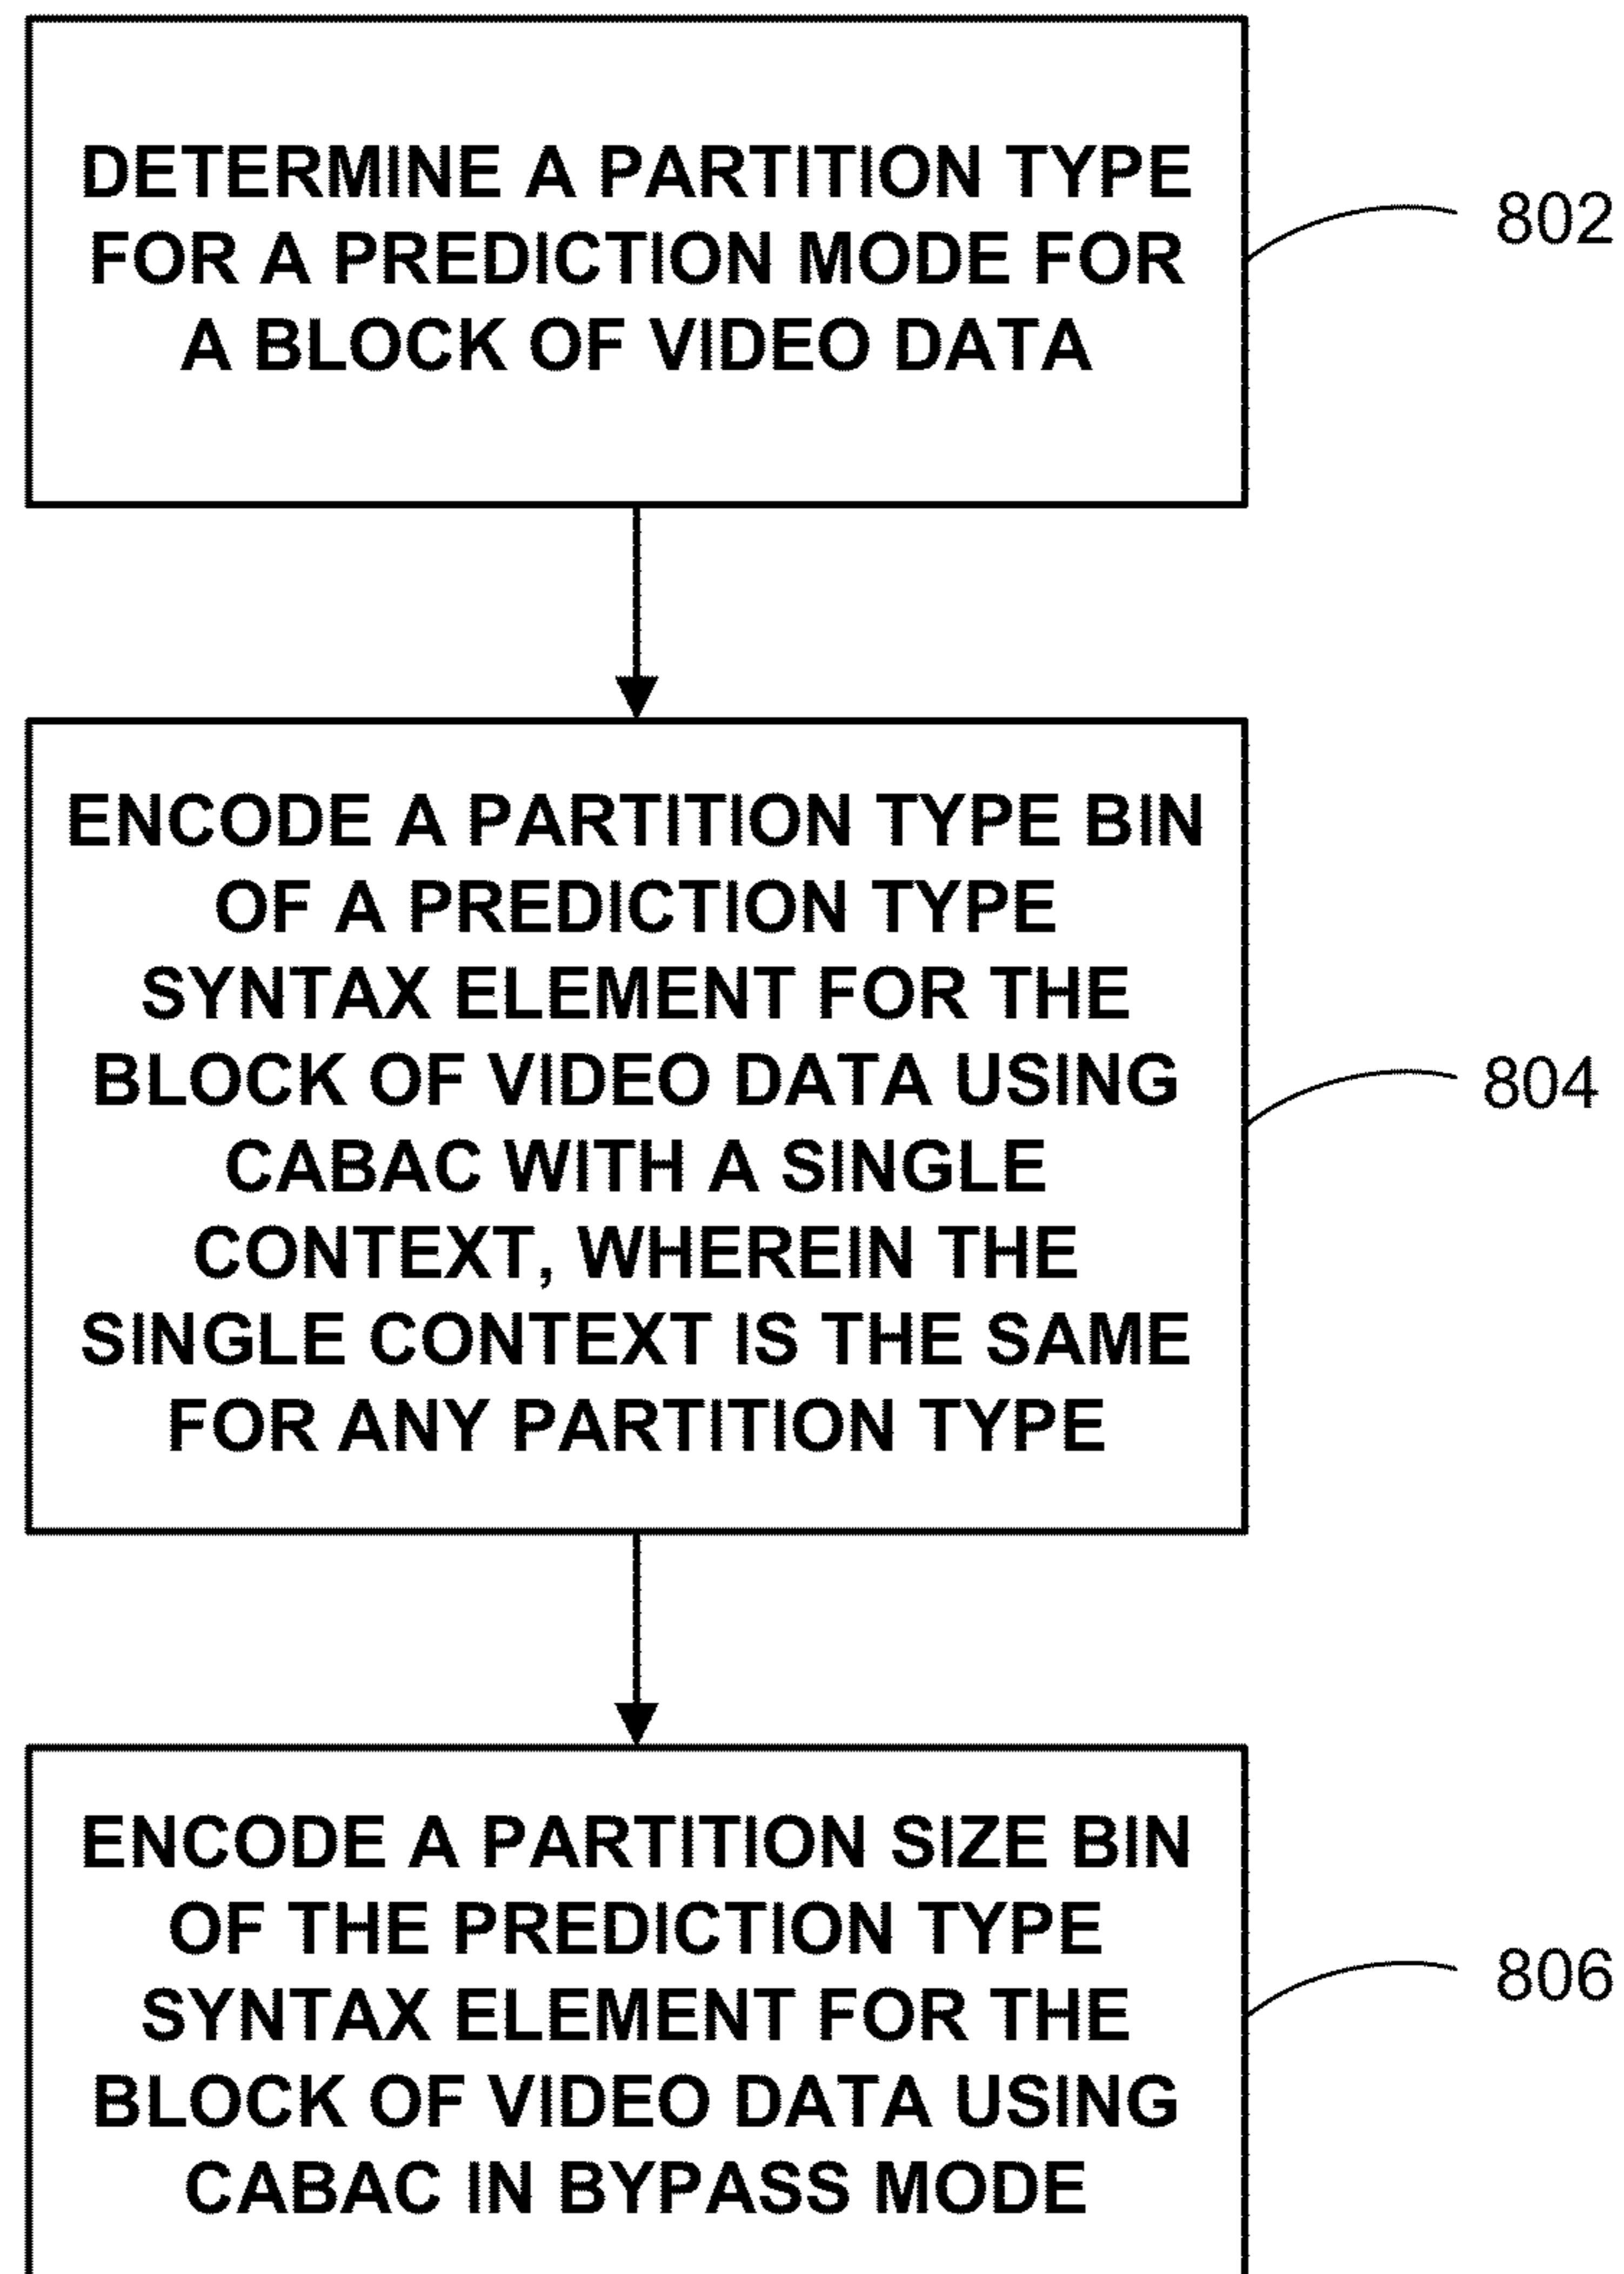 DETERMINE A PARTITION TYPE
FOR A PREDICTION MODE FOR
A BLOCK OF VIDEO DATA
802
ENCODE A PARTITION TYPE BIN
OF A PREDICTION TYPE
SYNTAX ELEMENT FOR THE
BLOCK OF VIDEO DATA USING
CABAC WITH A SINGLE
CONTEXT, WHEREIN THE
SINGLE CONTEXT IS THE SAME
FOR ANY PARTITION TYPE
804
ENCODE A PARTITION SIZE BIN
OF THE PREDICTION TYPE
SYNTAX ELEMENT FOR THE
BLOCK OF VIDEO DATA USING
CABAC IN BYPASS MODE
806